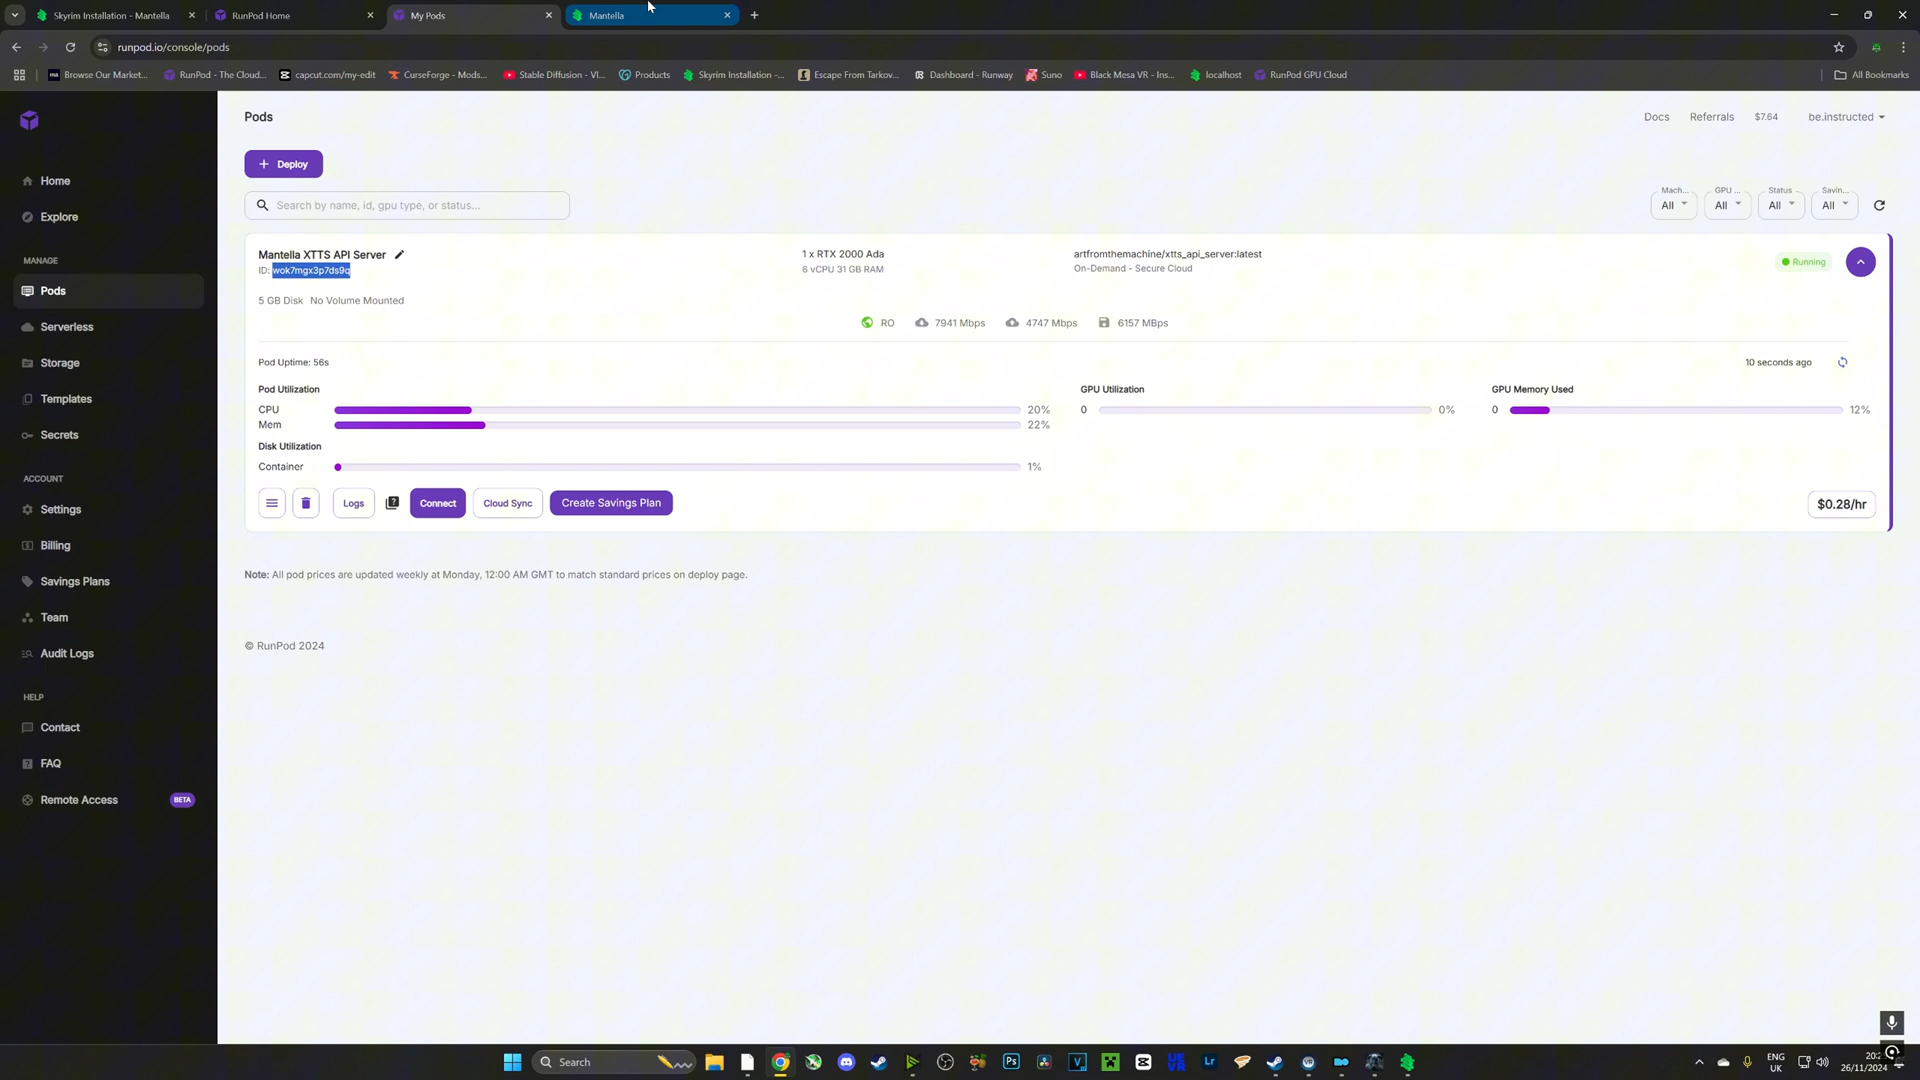 Skyrim Installation - Mantella
RunPod Home
My Pods
Mantella
runpod.io/console/pods
Browse Our Market...
RunPod - The Cloud...
capcut.com/my-edit
CurseForge - Mods...
Stable Diffusion - VI...
Products
Skyrim Installation -...
Escape From Tarkov...
Dashboard - Runway
Suno
Black Mesa VR - Ins...
localhost
RunPod GPU Cloud
All Bookmarks
Pods
Docs
Referrals
$7.64
be.instructed
Deploy
Home
Explore
MANAGE
Pods
Serverless
Storage
Templates
Secrets
ACCOUNT
Settings
Billing
Savings Plans
Team
Audit Logs
HELP
Contact
FAQ
Remote Access
BETA
Search by name, id, gpu type, or status...
Mach...
All
GPU ...
All
Status
All
Savin...
All
Mantella XTTS API Server
ID: wok7mgx3p7ds9q
1 x RTX 2000 Ada
6 vCPU 31 GB RAM
artfromthemachine/xtts_api_server:latest
On-Demand - Secure Cloud
Running
5 GB Disk No Volume Mounted
RO
7941 Mbps
4747 Mbps
6157 MBps
Pod Uptime: 56s
10 seconds ago
Pod Utilization
GPU Utilization
GPU Memory Used
CPU
20%
0
0%
0
12%
Mem
22%
Disk Utilization
Container
1%
Logs
Connect
Cloud Sync
Create Savings Plan
$0.28/hr
Note: All pod prices are updated weekly at Monday, 12:00 AM GMT to match standard prices on deploy page.
© RunPod 2024
Search
Ps
V
UE
VR
Lr
ENG
UK
26/11/2024